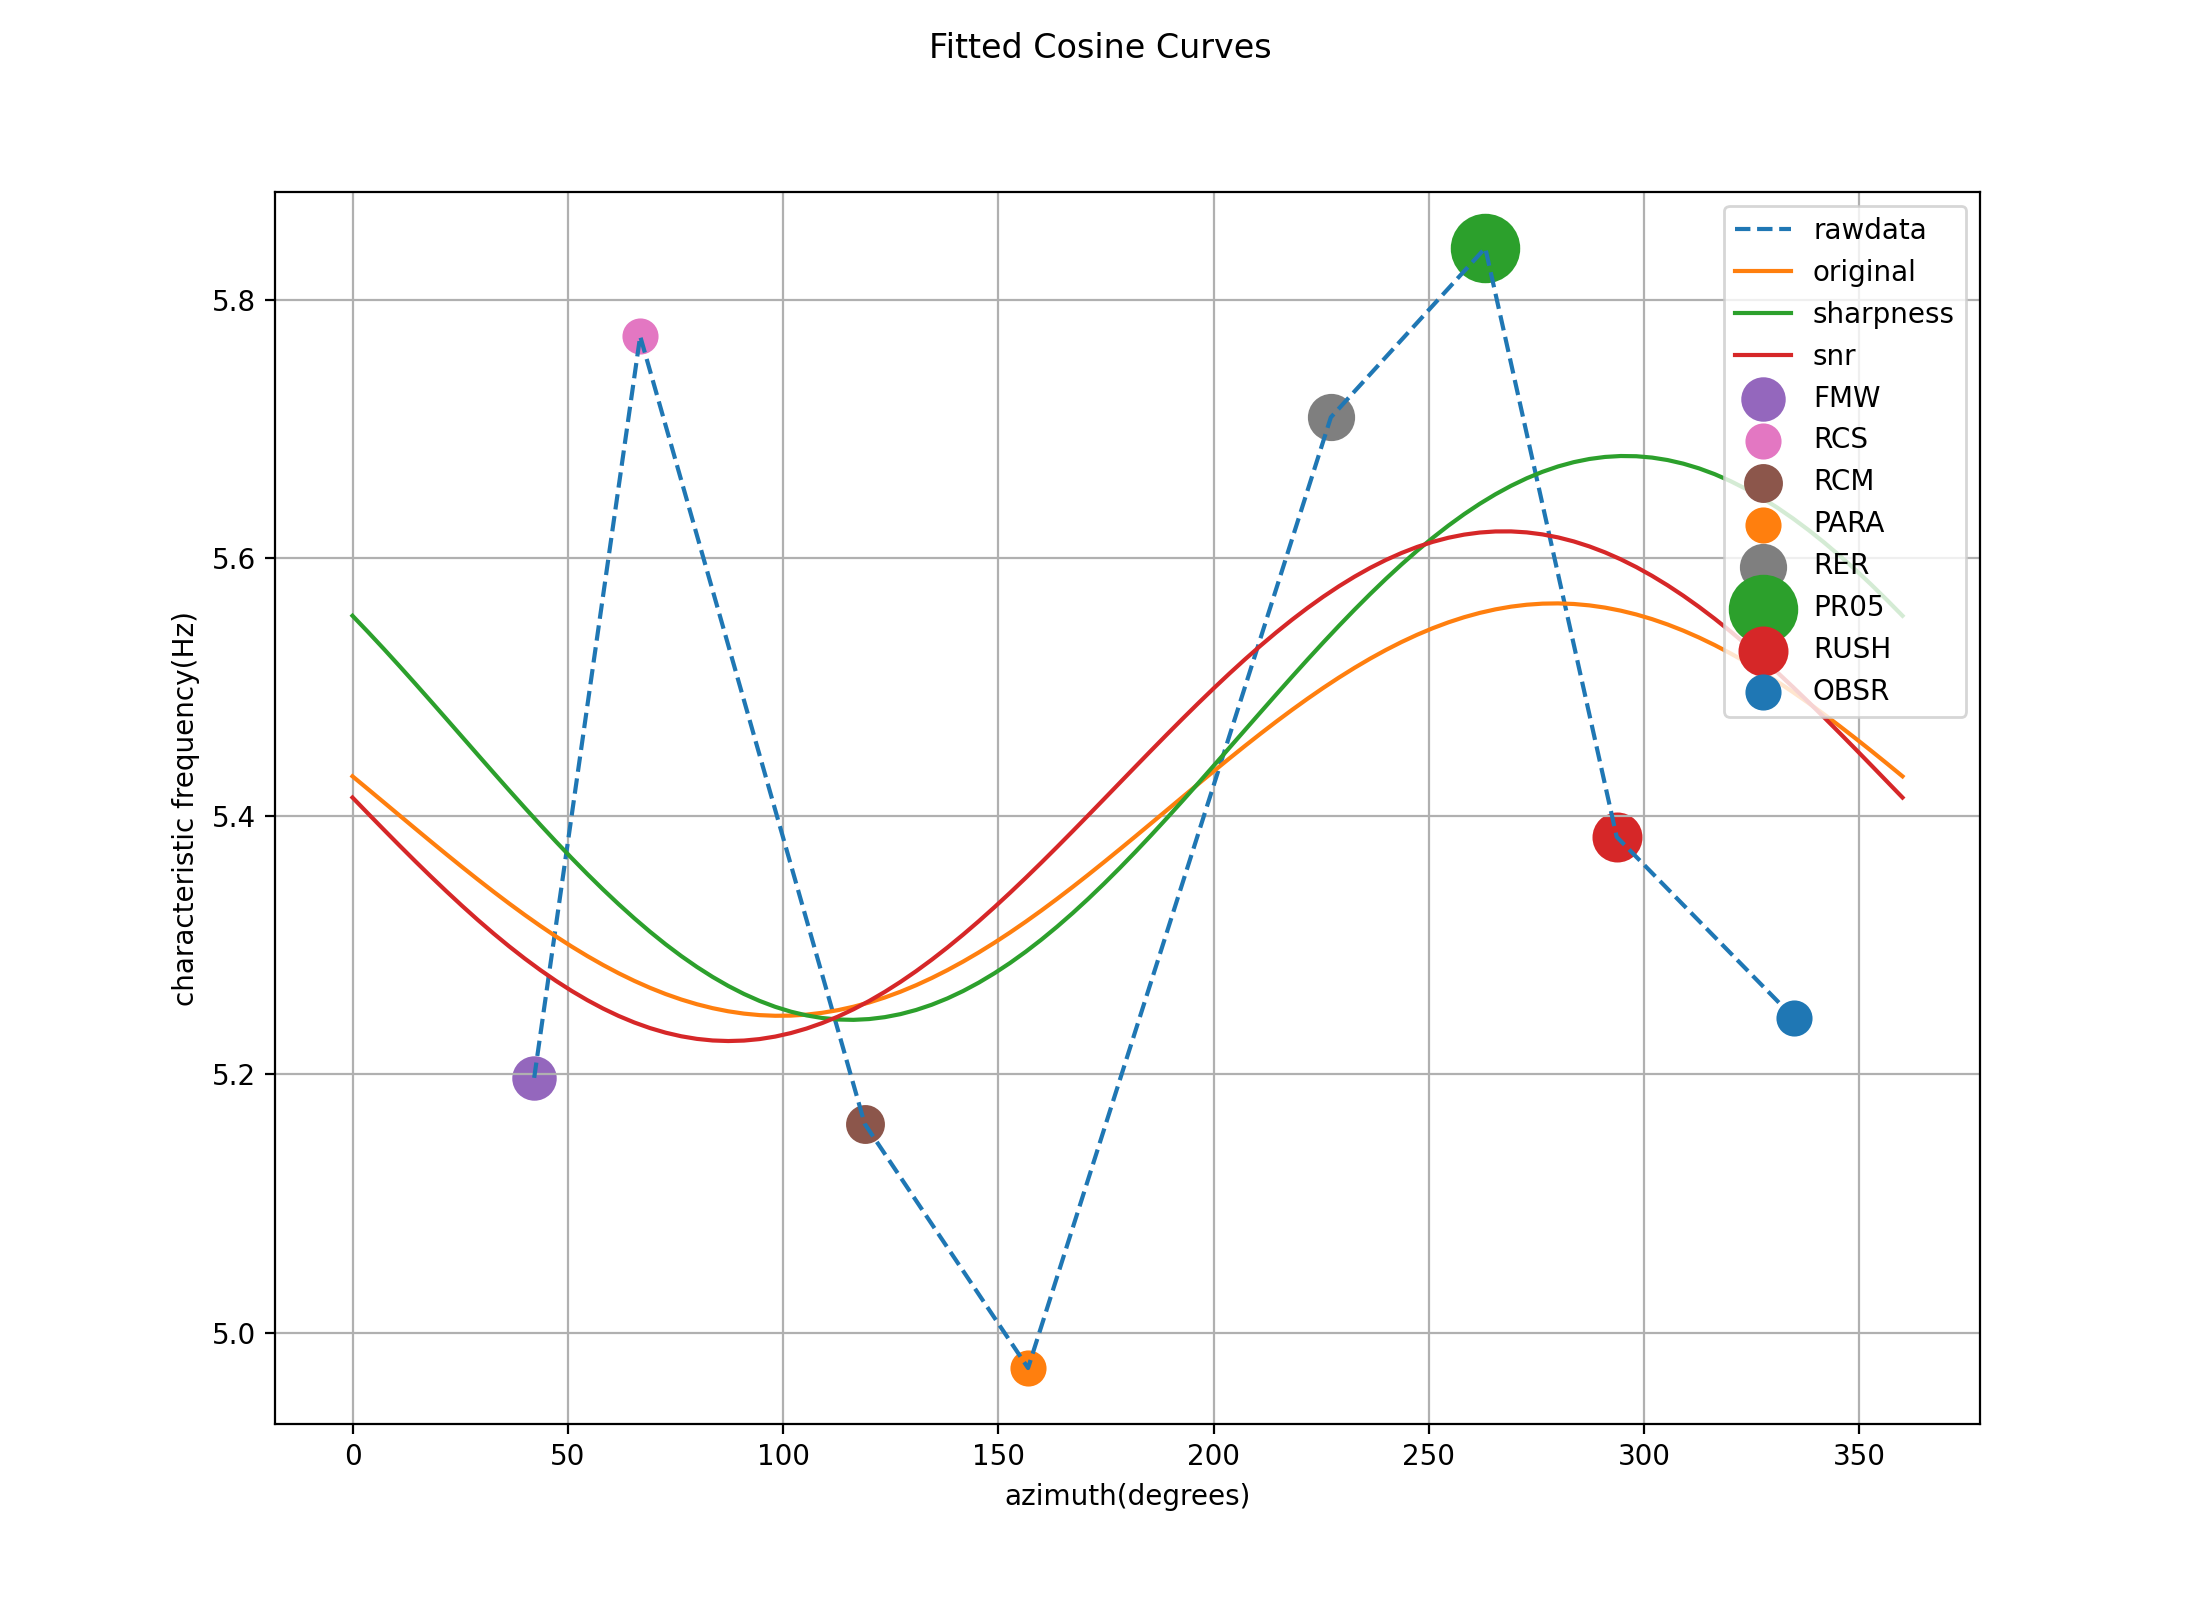 Fitted Cosine Curves
characteristic frequency(Hz)
5.8
5.6
5.4
5.2
5.0
rawdata
original
sharpness
snr
FMW
RCS
RCM
PARA
RER
PR05
RUSH
OBSR
0 50 100 150 200 250 300 350
azimuth(degrees)